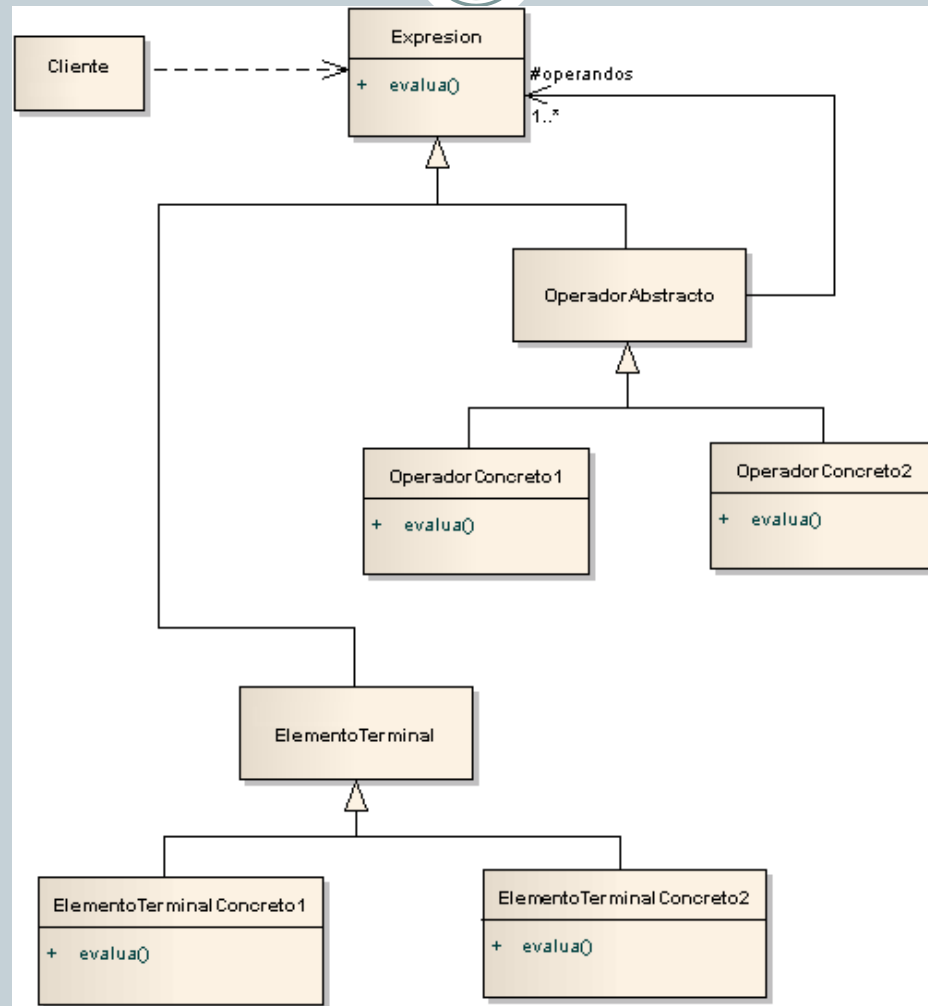 Cliente
Expresion
+ evalua()
#operandos
1..*
OperadorAbstracto
OperadorConcreto1
+ evalua()
OperadorConcreto2
+ evalua()
ElementoTerminal
ElementoTerminalConcreto1
+ evalua()
ElementoTerminalConcreto2
+ evalua()